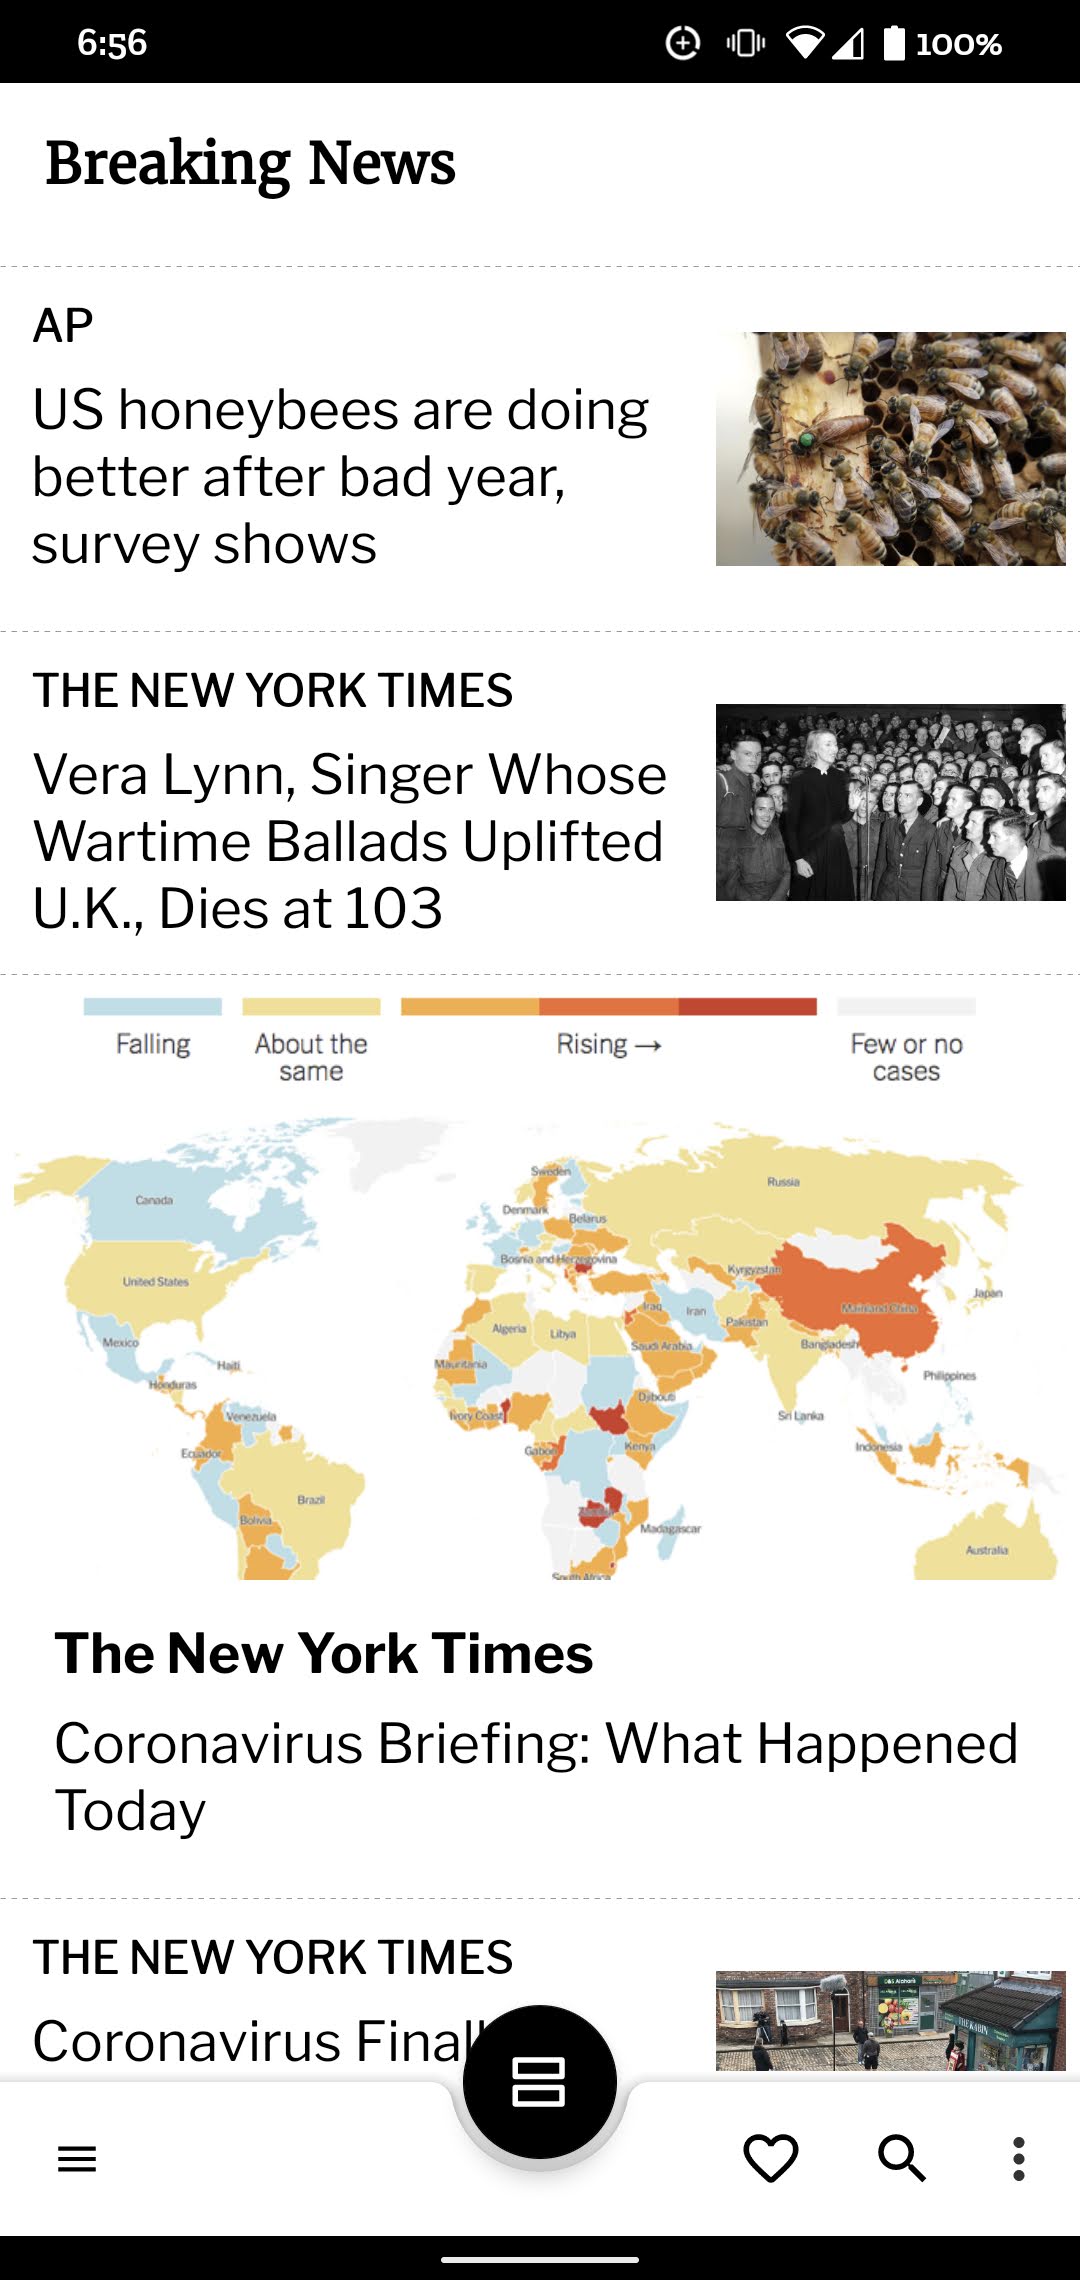 6:56
100%
Breaking News
AP
US honeybees are doing
better after bad year,
survey shows
THE NEW YORK TIMES
Vera Lynn, Singer Whose
Wartime Ballads Uplifted
U.K., Dies at 103
Falling
About the
same
Rising →
Few or no
cases
Sweden
Russia
Canada
Denmark
Belarus
Bosnia and Herzegovina
Kyrgyzstan
United States
Japan
Iraq
Iran
Mainland China
Pakistan
Algeria
Libya
Mexico
Saudi Arabia
Bangladesh
Haiti
Mauritania
Philippines
Honduras
Djibouti
Venezuela
Ivory Coast
Sri Lanka
Ecuador
Gabon
Kenya
Indonesia
Brazil
Bolivia
Madagascar
Australia
South Africa
The New York Times
Coronavirus Briefing: What Happened
Today
THE NEW YORK TIMES
Coronavirus Finall
THE KABIN